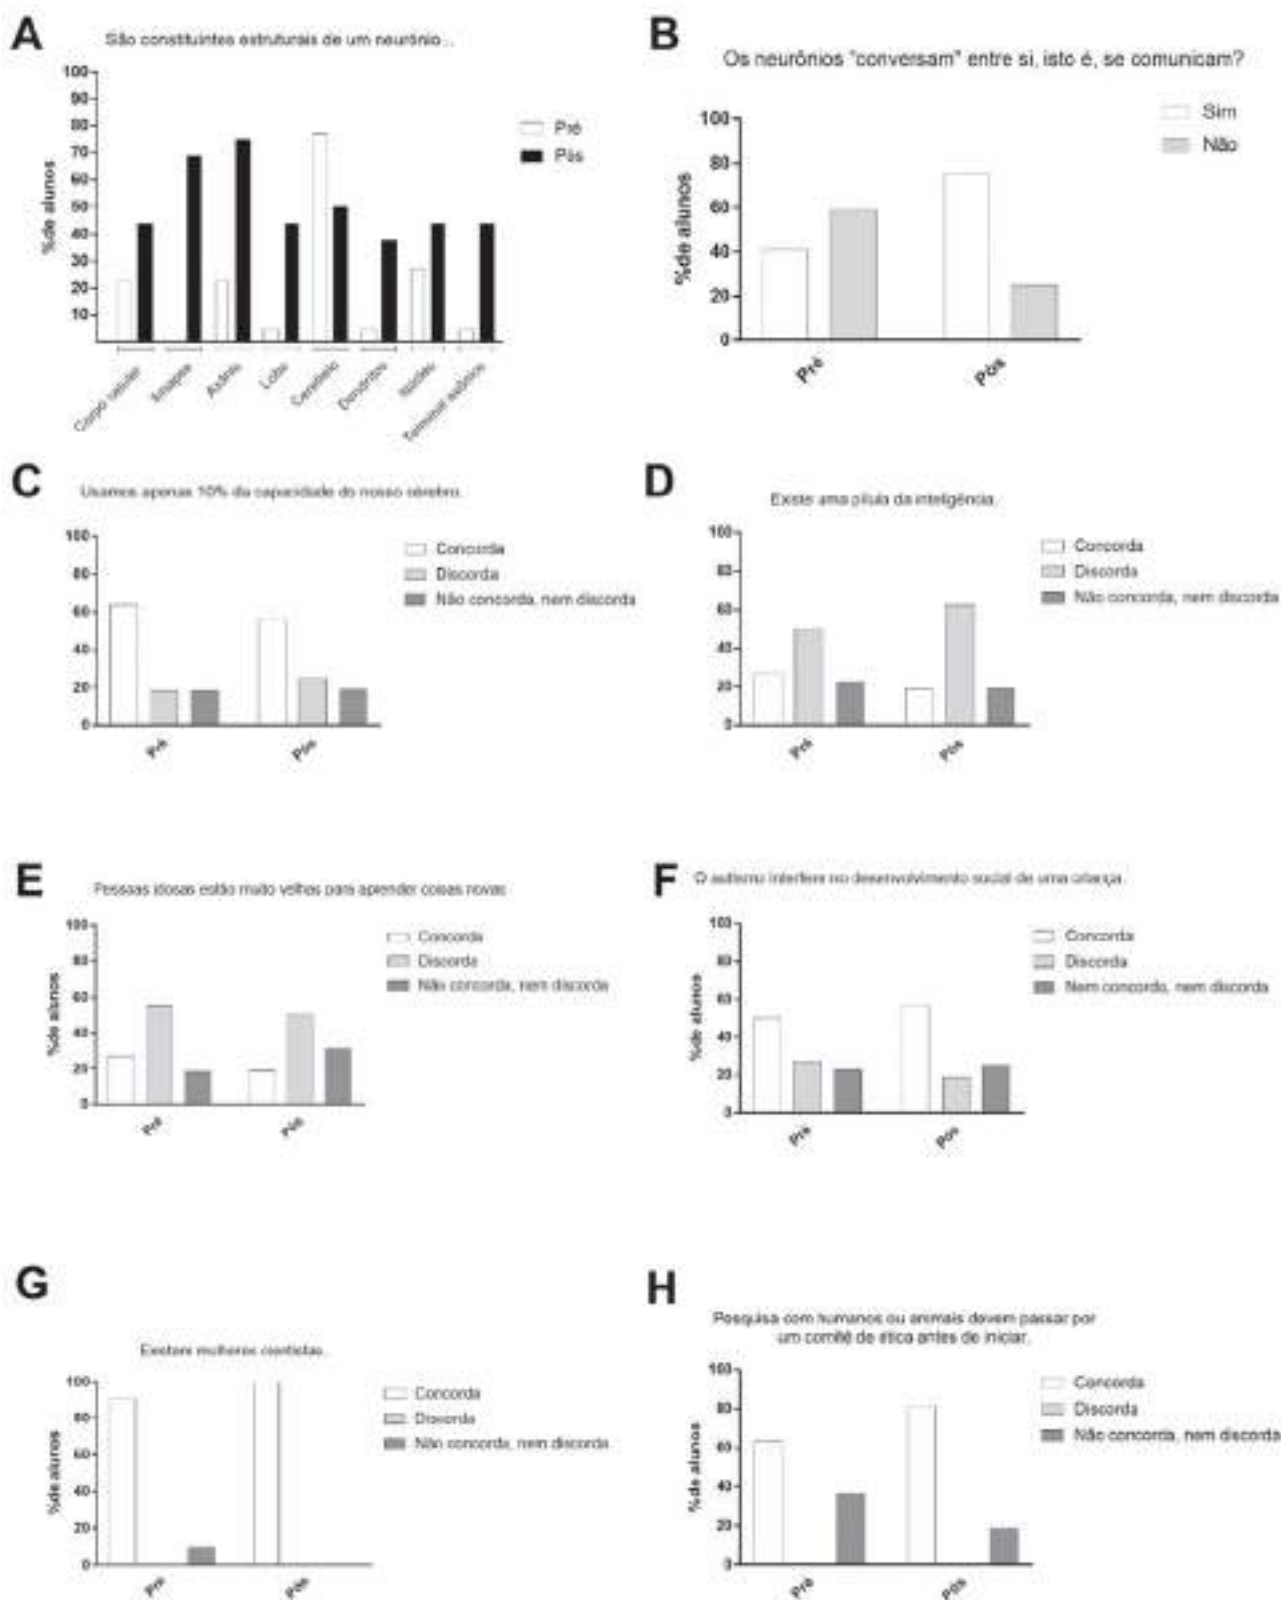 A
São constituintes estruturais de um neurônio...
100
90
80
70
60
50
40
30
20
10
% de alunos
Pré
Pós
Corpo celular
Sinapse
Axônio
Lobo
Cerebelo
Dendritos
Núcleo
Terminal axônico
B
Os neurônios "conversam" entre si, isto é, se comunicam?
100
80
60
40
20
0
%de alunos
Sim
Não
Pré
Pós
C
Usamos apenas 10% da capacidade do nosso cérebro.
100
80
60
40
20
0
Concorda
Discorda
Não concorda, nem discorda
Pré
Pós
D
Existe uma pílula da inteligência.
100
80
60
40
20
0
Concorda
Discorda
Não concorda, nem discorda
Pré
Pós
E
Pessoas idosas estão muito velhas para aprender coisas novas
100
80
60
40
20
0
%de alunos
Concorda
Discorda
Não concorda, nem discorda
Pré
Pós
F
O autismo interfere no desenvolvimento social de uma criança.
100
80
60
40
20
0
%de alunos
Concorda
Discorda
Nem concordo, nem discorda
Pré
Pós
G
Existem mulheres cientistas.
100
80
60
40
20
0
%de alunos
Concorda
Discorda
Não concorda, nem discorda
Pré
Pós
H
Pesquisa com humanos ou animais devem passar por
um comitê de ética antes de iniciar.
100
80
60
40
20
0
%de alunos
Concorda
Discorda
Não concorda, nem discorda
Pré
Pós